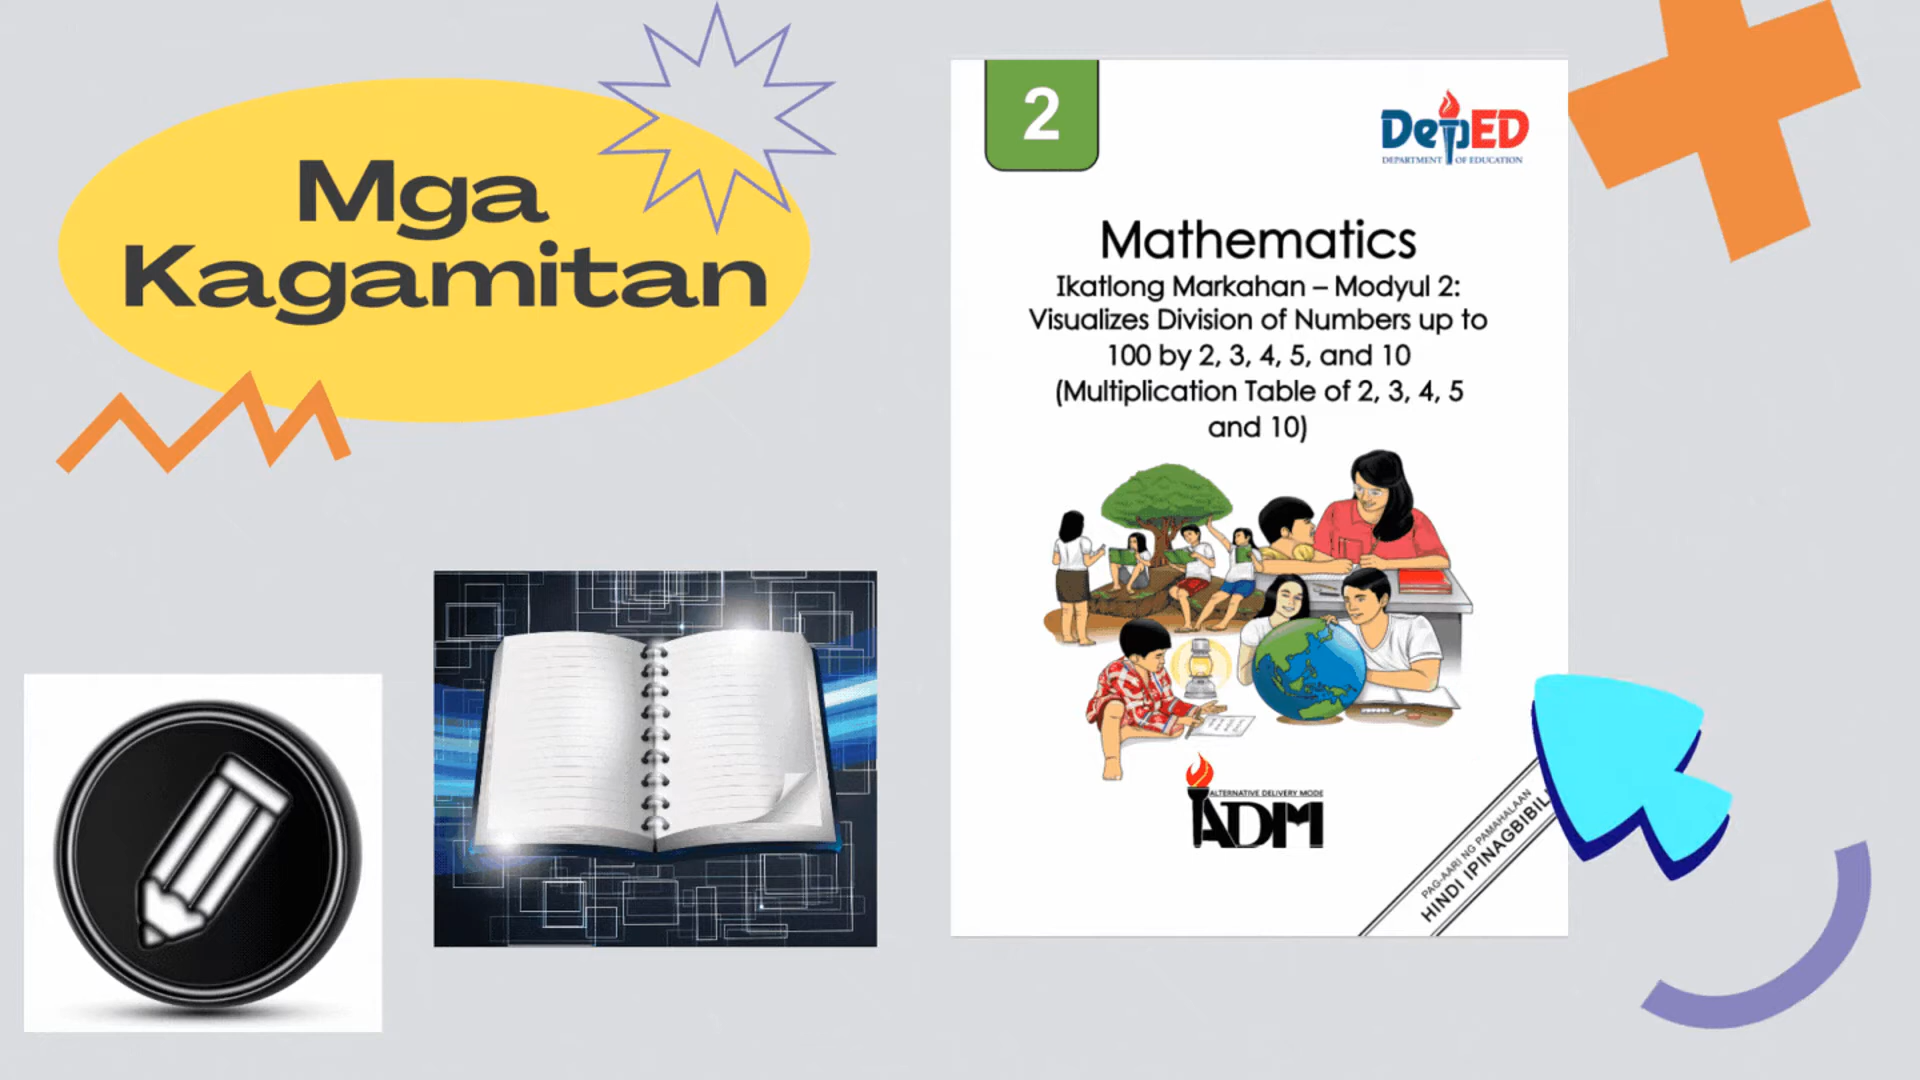 Mga
Kagamitan
2
DepED
DEPARTMENT OF EDUCATION
Mathematics
Ikatlong Markahan – Modyul 2:
Visualizes Division of Numbers up to
100 by 2, 3, 4, 5, and 10
(Multiplication Table of 2, 3, 4, 5
and 10)
ALTERNATIVE DELIVERY MODE
ADM
PAG-AARI NG PAMAHALAAN
HINDI IPINAGBIBILI